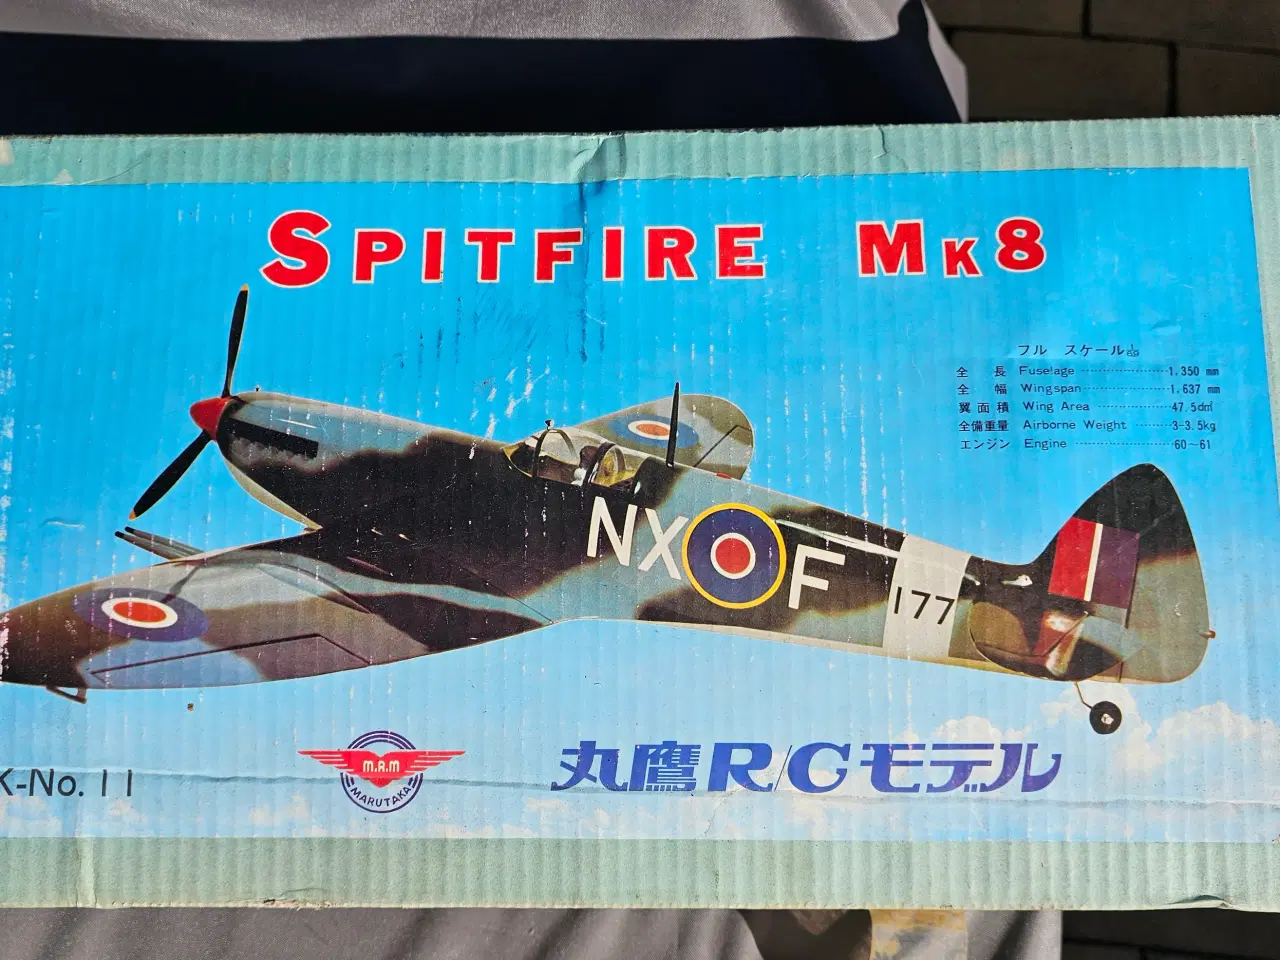 SPITFIRE MK8
フル スケール
全長 Fuselage 1.350 mm
全幅 Wingspan 1.637 mm
翼面積 Wing Area 47.5dm²
全備重量 Airborne Weight 3-3.5kg
エンジン Engine 60~61
NX F
177
K-No. 11
M.A.M
MARUTAKA
丸鷹R/Cモデル